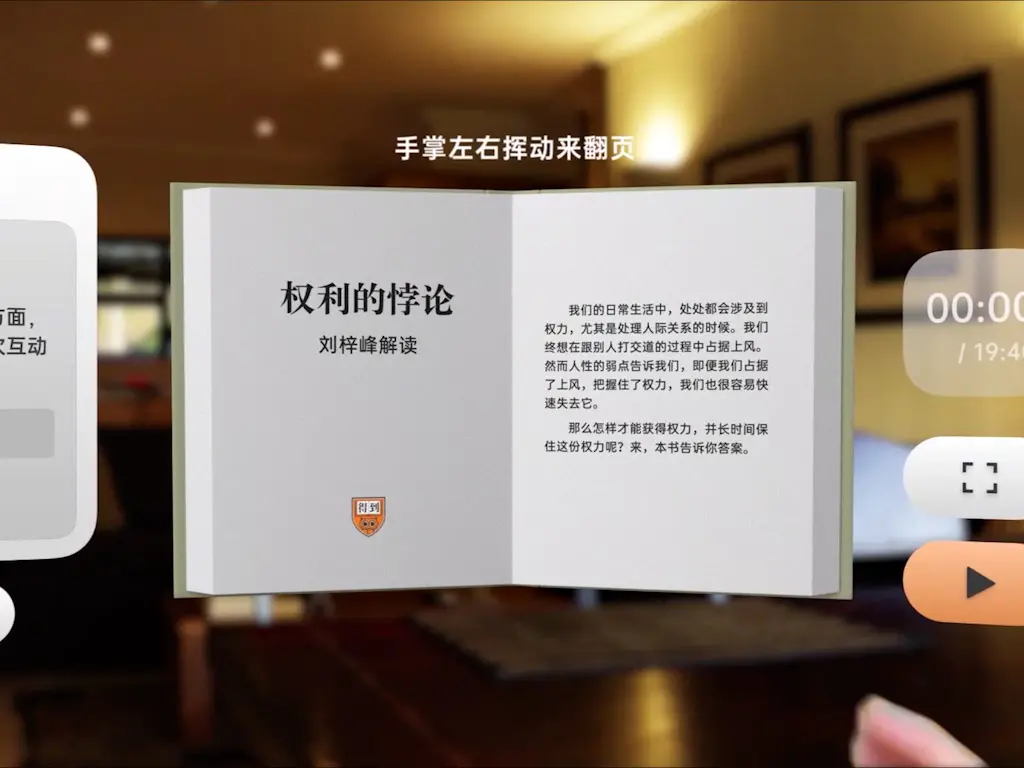 手掌左右挥动来翻页
方面，
次互动
权利的悖论
刘梓峰解读
得到
我们的日常生活中，处处都会涉及到
权力，尤其是处理人际关系的时候。我们
终想在跟别人打交道的过程中占据上风。
然而人性的弱点告诉我们，即便我们占据
了上风，把握住了权力，我们也很容易快
速失去它。
那么怎样才能获得权力，并长时间保
住这份权力呢？来，本书告诉你答案。
00:00
/ 19:40